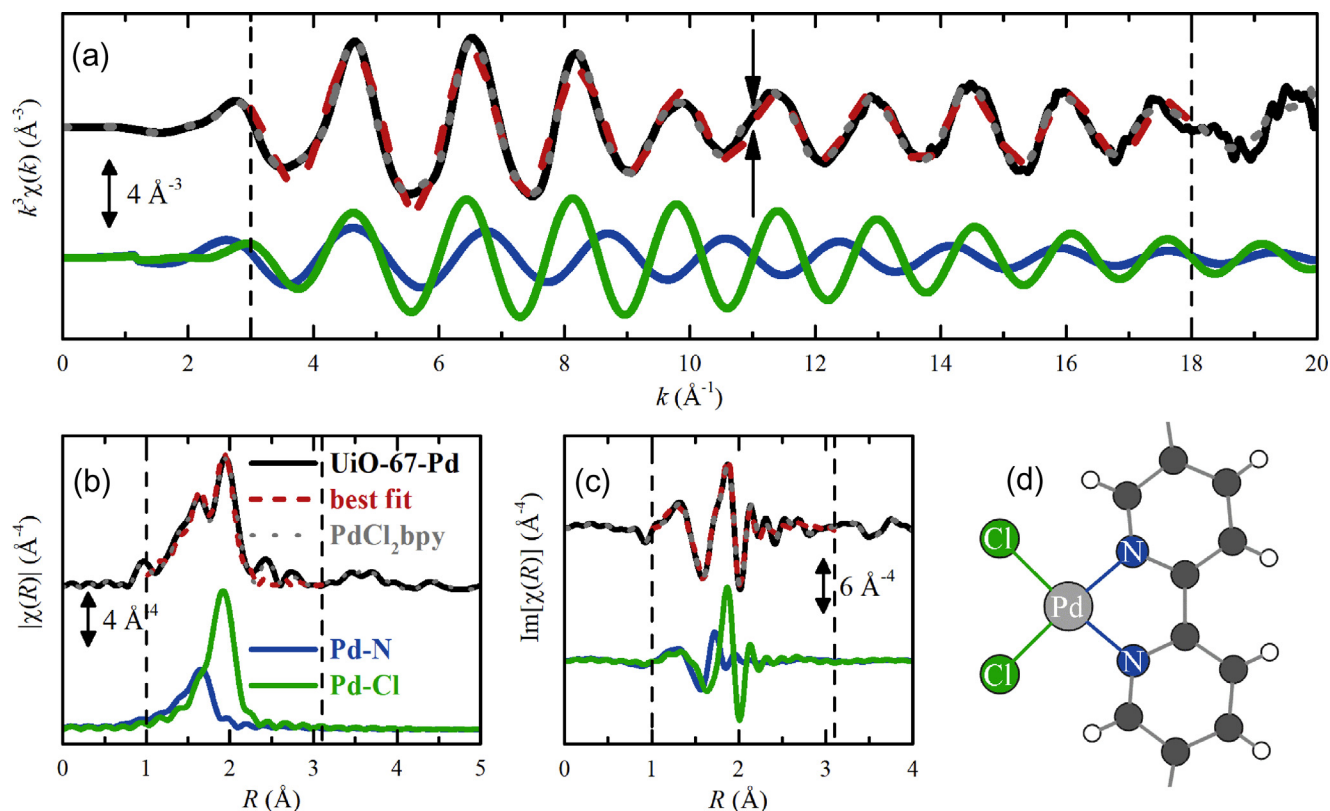 (a)
k³χ(k) (Å⁻³)
4 Å⁻³
0 2 4 6 8 10 12 14 16 18 20
k (Å⁻¹)
(b)
UiO-67-Pd
best fit
PdCl₂bpy
|χ(R)| (Å⁻⁴)
4 Å⁻⁴
Pd-N
Pd-Cl
0 1 2 3 4 5
R (Å)
(c)
Im[χ(R)] (Å⁻⁴)
6 Å⁻⁴
0 1 2 3 4
R (Å)
(d)
Cl
N
Pd
Cl
N